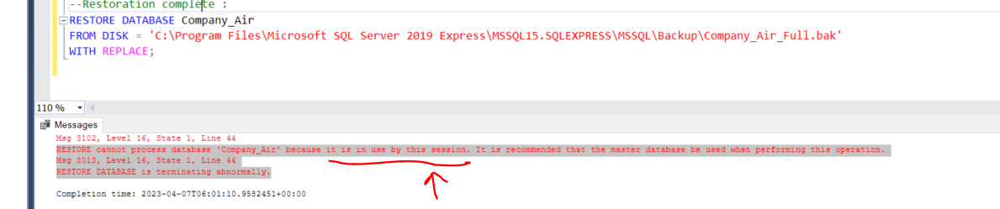 --Restoration complète :
RESTORE DATABASE Company_Air
FROM DISK = 'C:\Program Files\Microsoft SQL Server 2019 Express\MSSQL15.SQLEXPRESS\MSSQL\Backup\Company_Air_Full.bak'
WITH REPLACE;
110 %
Messages
Msg 3102, Level 16, State 1, Line 44
RESTORE cannot process database 'Company_Air' because it is in use by this session. It is recommended that the master database be used when performing this operation.
Msg 3013, Level 16, State 1, Line 44
RESTORE DATABASE is terminating abnormally.
Completion time: 2023-04-07T06:01:10.9582451+00:00